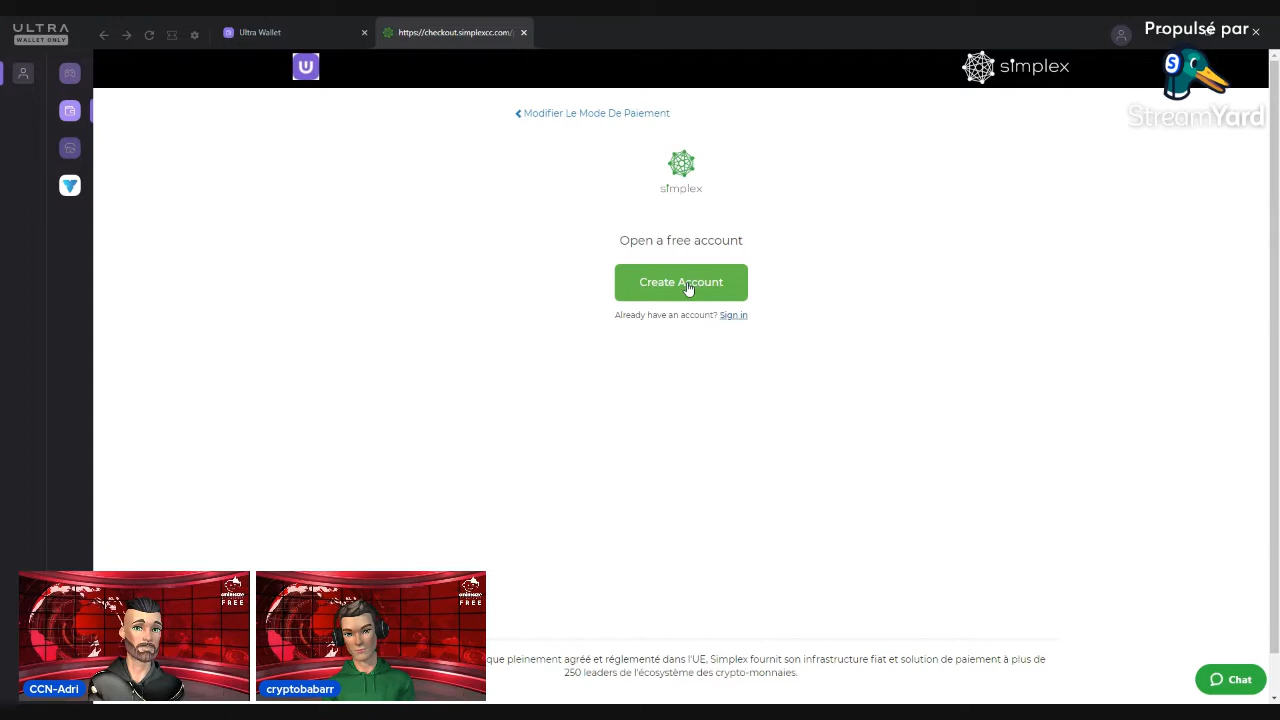 ULTRA
WALLET ONLY
Ultra Wallet
https://checkout.simplexcc.com/p
Propulsé par
StreamYard
simplex
Modifier Le Mode De Paiement
simplex
Open a free account
Create Account
Already have an account? Sign in
que pleinement agréé et réglementé dans l'UE, Simplex fournit son infrastructure fiat et solution de paiement à plus de
250 leaders de l'écosystème des crypto-monnaies.
Chat
FREE
CCN-Adri
FREE
cryptobabarr